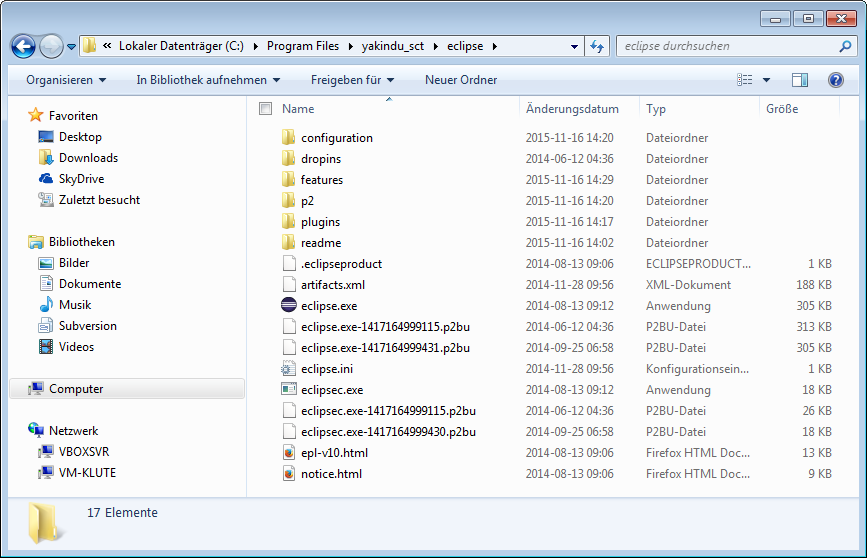 « Lokaler Datenträger (C:) Program Files yakindu_sct eclipse
eclipse durchsuchen
Organisieren In Bibliothek aufnehmen Freigeben für Neuer Ordner
Favoriten
Desktop
Downloads
SkyDrive
Zuletzt besucht
Bibliotheken
Bilder
Dokumente
Musik
Subversion
Videos
Computer
Netzwerk
VBOXSVR
VM-KLUTE
Name Änderungsdatum Typ Größe
configuration 2015-11-16 14:20 Dateiordner
dropins 2014-06-12 04:36 Dateiordner
features 2015-11-16 14:29 Dateiordner
p2 2015-11-16 14:20 Dateiordner
plugins 2015-11-16 14:17 Dateiordner
readme 2015-11-16 14:02 Dateiordner
.eclipseproduct 2014-08-13 09:06 ECLIPSEPRODUCT... 1 KB
artifacts.xml 2014-11-28 09:56 XML-Dokument 188 KB
eclipse.exe 2014-08-13 09:12 Anwendung 305 KB
eclipse.exe-1417164999115.p2bu 2014-06-12 04:36 P2BU-Datei 313 KB
eclipse.exe-1417164999431.p2bu 2014-09-25 06:58 P2BU-Datei 305 KB
eclipse.ini 2014-11-28 09:56 Konfigurationsein... 1 KB
eclipsec.exe 2014-08-13 09:12 Anwendung 18 KB
eclipsec.exe-1417164999115.p2bu 2014-06-12 04:36 P2BU-Datei 26 KB
eclipsec.exe-1417164999430.p2bu 2014-09-25 06:58 P2BU-Datei 18 KB
epl-v10.html 2014-08-13 09:06 Firefox HTML Doc... 13 KB
notice.html 2014-08-13 09:06 Firefox HTML Doc... 9 KB
17 Elemente